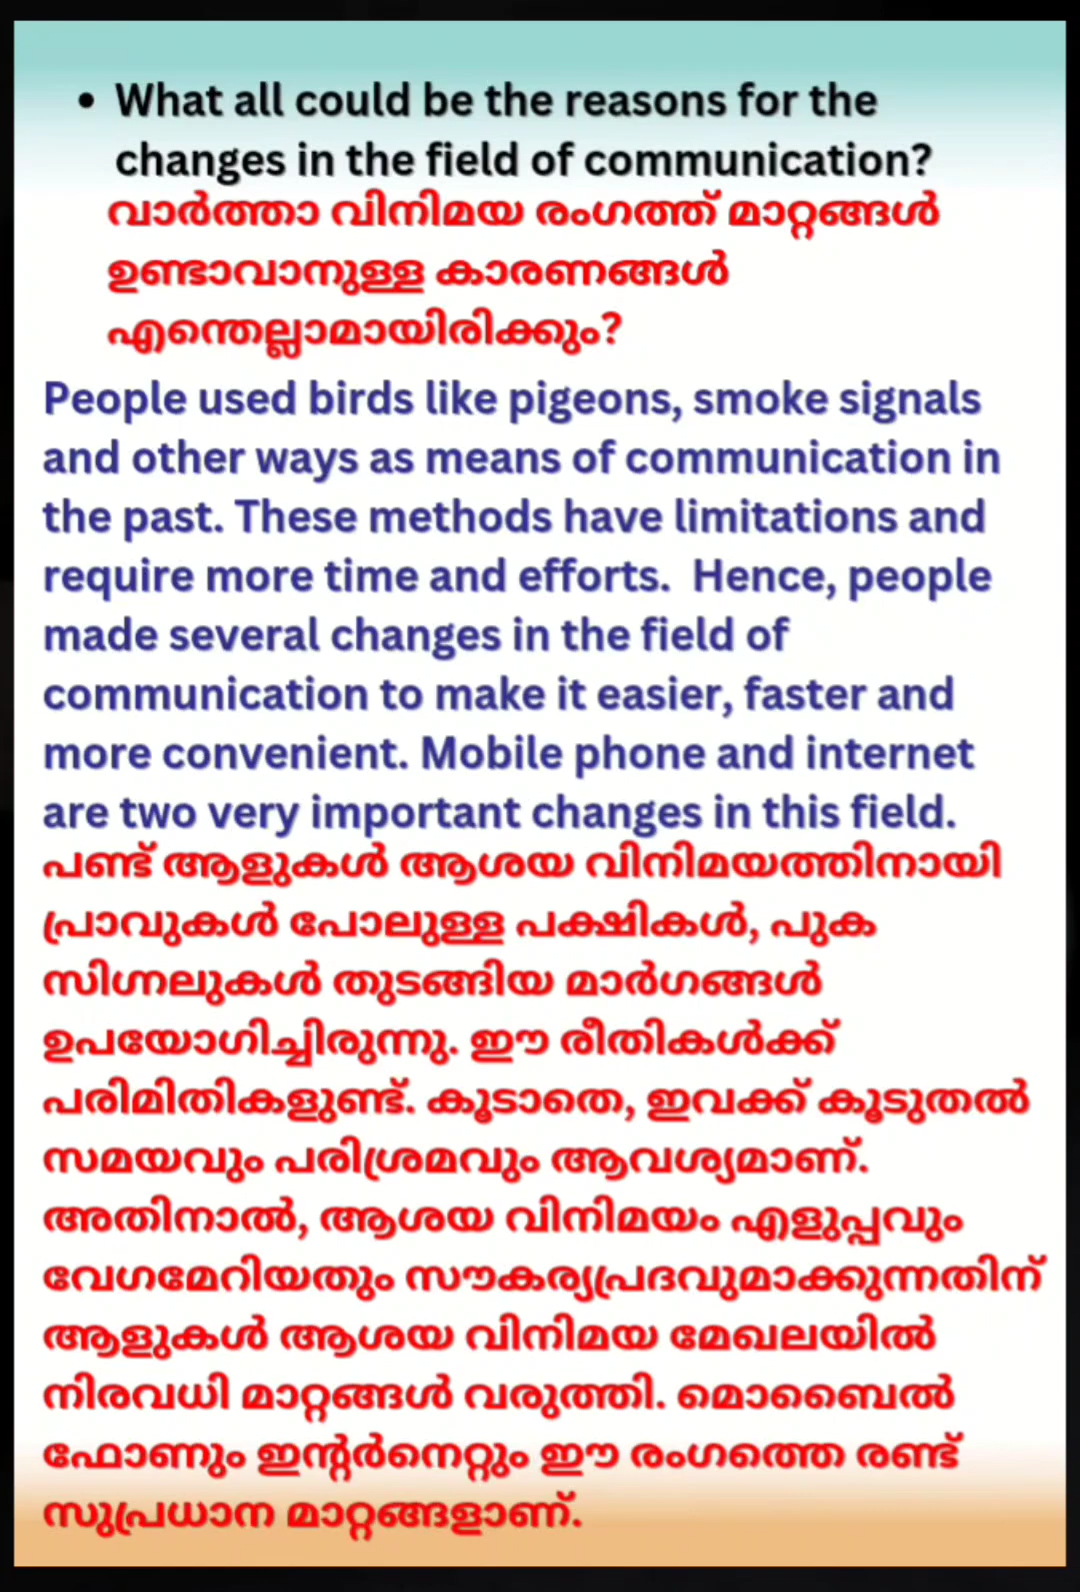 • What all could be the reasons for the
changes in the field of communication?
വാർത്താ വിനിമയ രംഗത്ത് മാറ്റങ്ങൾ
ഉണ്ടാവാനുള്ള കാരണങ്ങൾ
എന്തെല്ലാമായിരിക്കും?
People used birds like pigeons, smoke signals
and other ways as means of communication in
the past. These methods have limitations and
require more time and efforts. Hence, people
made several changes in the field of
communication to make it easier, faster and
more convenient. Mobile phone and internet
are two very important changes in this field.
പണ്ട് ആളുകൾ ആശയ വിനിമയത്തിനായി
പ്രാവുകൾ പോലുള്ള പക്ഷികൾ, പുക
സിഗ്നലുകൾ തുടങ്ങിയ മാർഗങ്ങൾ
ഉപയോഗിച്ചിരുന്നു. ഈ രീതികൾക്ക്
പരിമിതികളുണ്ട്. കൂടാതെ, ഇവക്ക് കൂടുതൽ
സമയവും പരിശ്രമവും ആവശ്യമാണ്.
അതിനാൽ, ആശയ വിനിമയം എളുപ്പവും
വേഗമേറിയതും സൗകര്യപ്രദവുമാക്കുന്നതിന്
ആളുകൾ ആശയ വിനിമയ മേഖലയിൽ
നിരവധി മാറ്റങ്ങൾ വരുത്തി. മൊബൈൽ
ഫോണും ഇന്റർനെറ്റും ഈ രംഗത്തെ രണ്ട്
സുപ്രധാന മാറ്റങ്ങളാണ്.